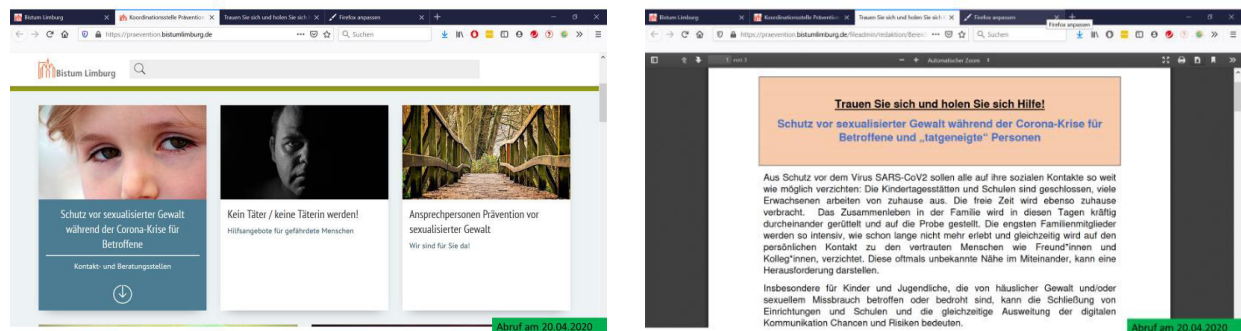 Bistum Limburg
Koordinationsstelle Prävention
Trauen Sie sich und holen Sie sich
Firefox anpassen
https://praevention.bistumlimburg.de
Suchen
Bistum Limburg
Schutz vor sexualisierter Gewalt
während der Corona-Krise für
Betroffene
Kontakt- und Beratungsstellen
Kein Täter / keine Täterin werden!
Hilfsangebote für gefährdete Menschen
Ansprechpersonen Prävention vor
sexualisierter Gewalt
Wir sind für Sie da!
Abruf am 20.04.2020
Bistum Limburg
Koordinationsstelle Prävention
Trauen Sie sich und holen Sie sich
Firefox anpassen
Firefox anpassen
https://praevention.bistumlimburg.de/fileadmin/redaktion/Bereic
Suchen
1 von 3
Automatischer Zoom
Trauen Sie sich und holen Sie sich Hilfe!
Schutz vor sexualisierter Gewalt während der Corona-Krise für
Betroffene und „tatgeneigte“ Personen
Aus Schutz vor dem Virus SARS-CoV2 sollen alle auf ihre sozialen Kontakte so weit
wie möglich verzichten: Die Kindertagesstätten und Schulen sind geschlossen, viele
Erwachsenen arbeiten von zuhause aus. Die freie Zeit wird ebenso zuhause
verbracht. Das Zusammenleben in der Familie wird in diesen Tagen kräftig
durcheinander gerüttelt und auf die Probe gestellt. Die engsten Familienmitglieder
werden so intensiv, wie schon lange nicht mehr erlebt und gleichzeitig wird auf den
persönlichen Kontakt zu den vertrauten Menschen wie Freund*innen und
Kolleg*innen, verzichtet. Diese oftmals unbekannte Nähe im Miteinander, kann eine
Herausforderung darstellen.
Insbesondere für Kinder und Jugendliche, die von häuslicher Gewalt und/oder
sexuellem Missbrauch betroffen oder bedroht sind, kann die Schließung von
Einrichtungen und Schulen und die gleichzeitige Ausweitung der digitalen
Kommunikation Chancen und Risiken bedeuten.
Abruf am 20.04.2020